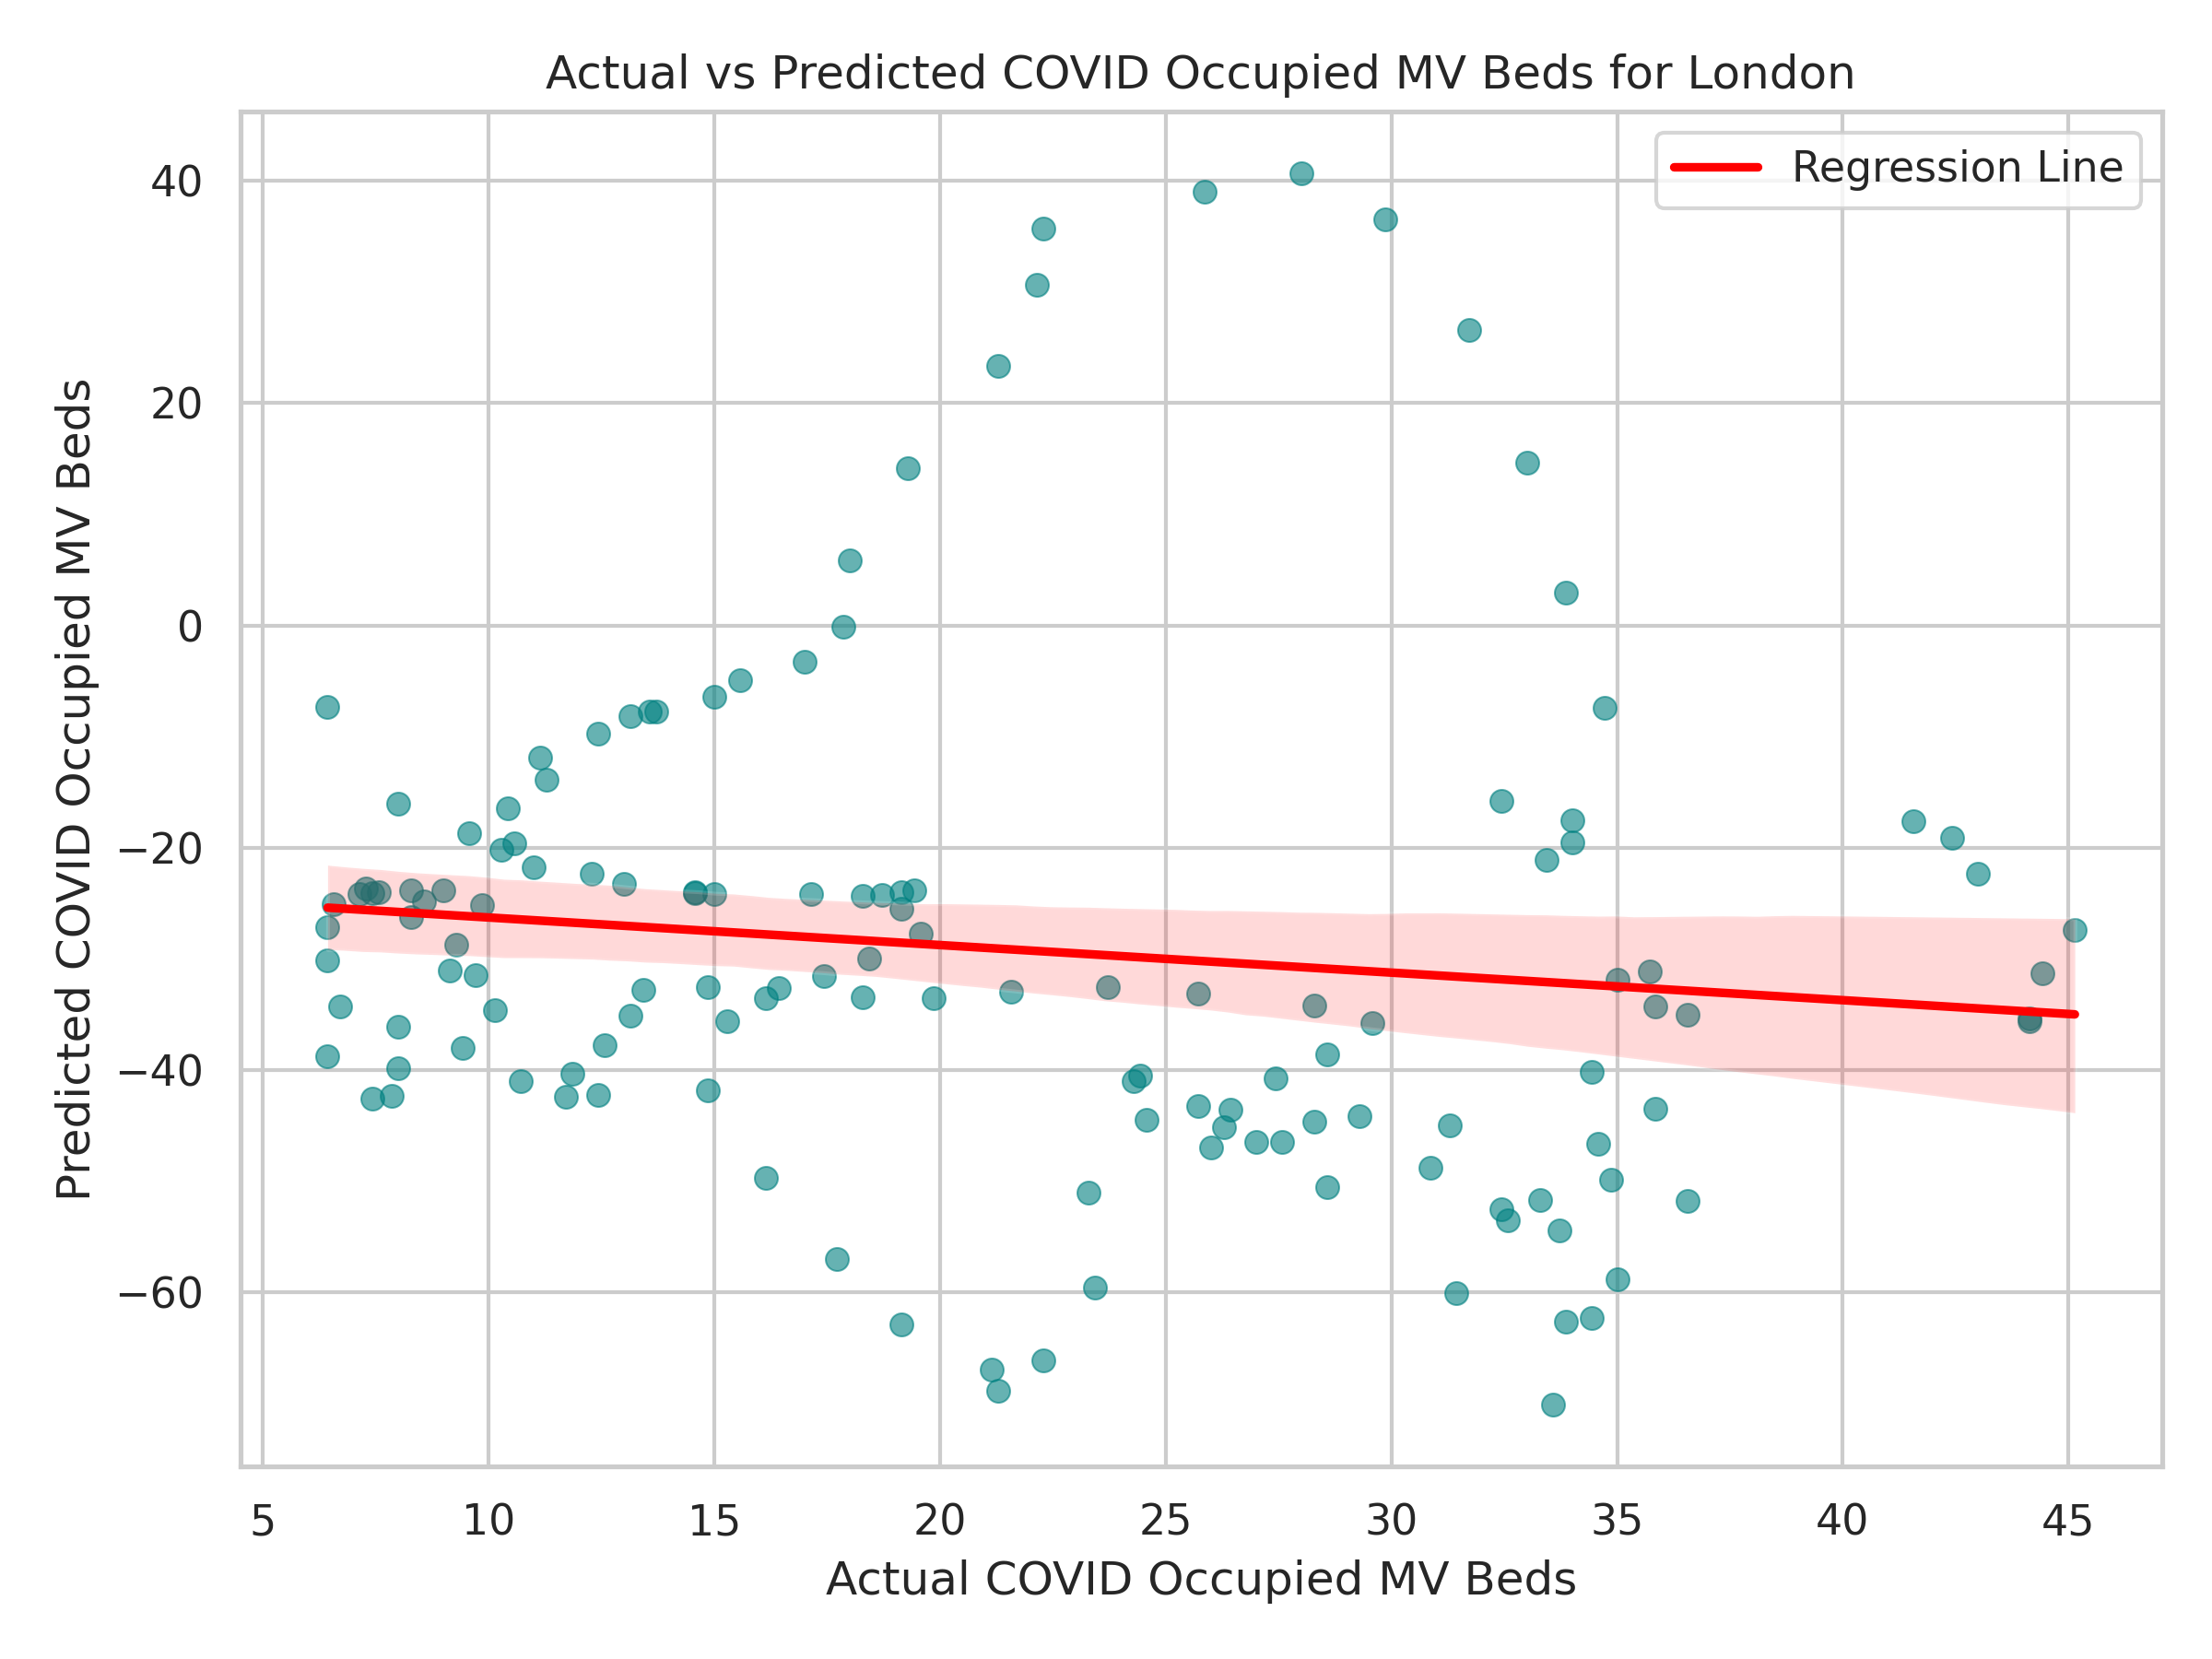 Actual vs Predicted COVID Occupied MV Beds for London
Regression Line
Predicted COVID Occupied MV Beds
40
20
0
−20
−40
−60
5 10 15 20 25 30 35 40 45
Actual COVID Occupied MV Beds